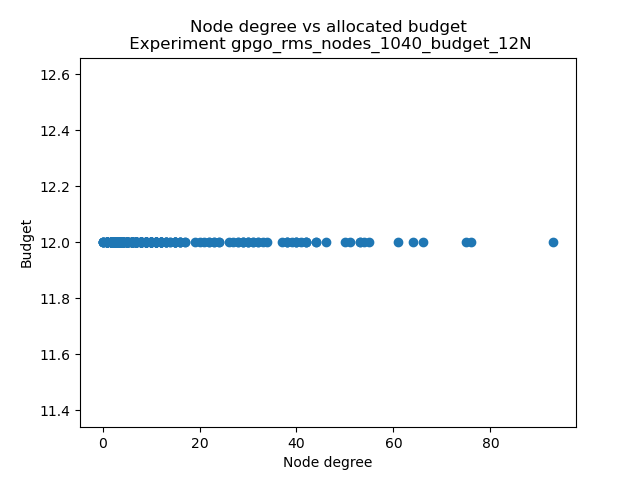 Node degree vs allocated budget
Experiment gpgo_rms_nodes_1040_budget_12N
12.6
12.4
12.2
12.0
11.8
11.6
11.4
Budget
0 20 40 60 80
Node degree